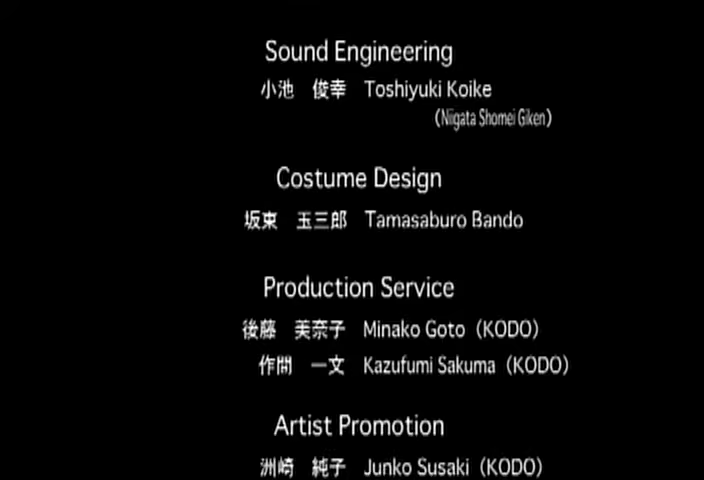 Sound Engineering
小池 俊幸 Toshiyuki Koike
(Niigata Shomei Giken)
Costume Design
坂東 玉三郎 Tamasaburo Bando
Production Service
後藤 美奈子 Minako Goto (KODO)
作間 一文 Kazufumi Sakuma (KODO)
Artist Promotion
洲崎 純子 Junko Susaki (KODO)